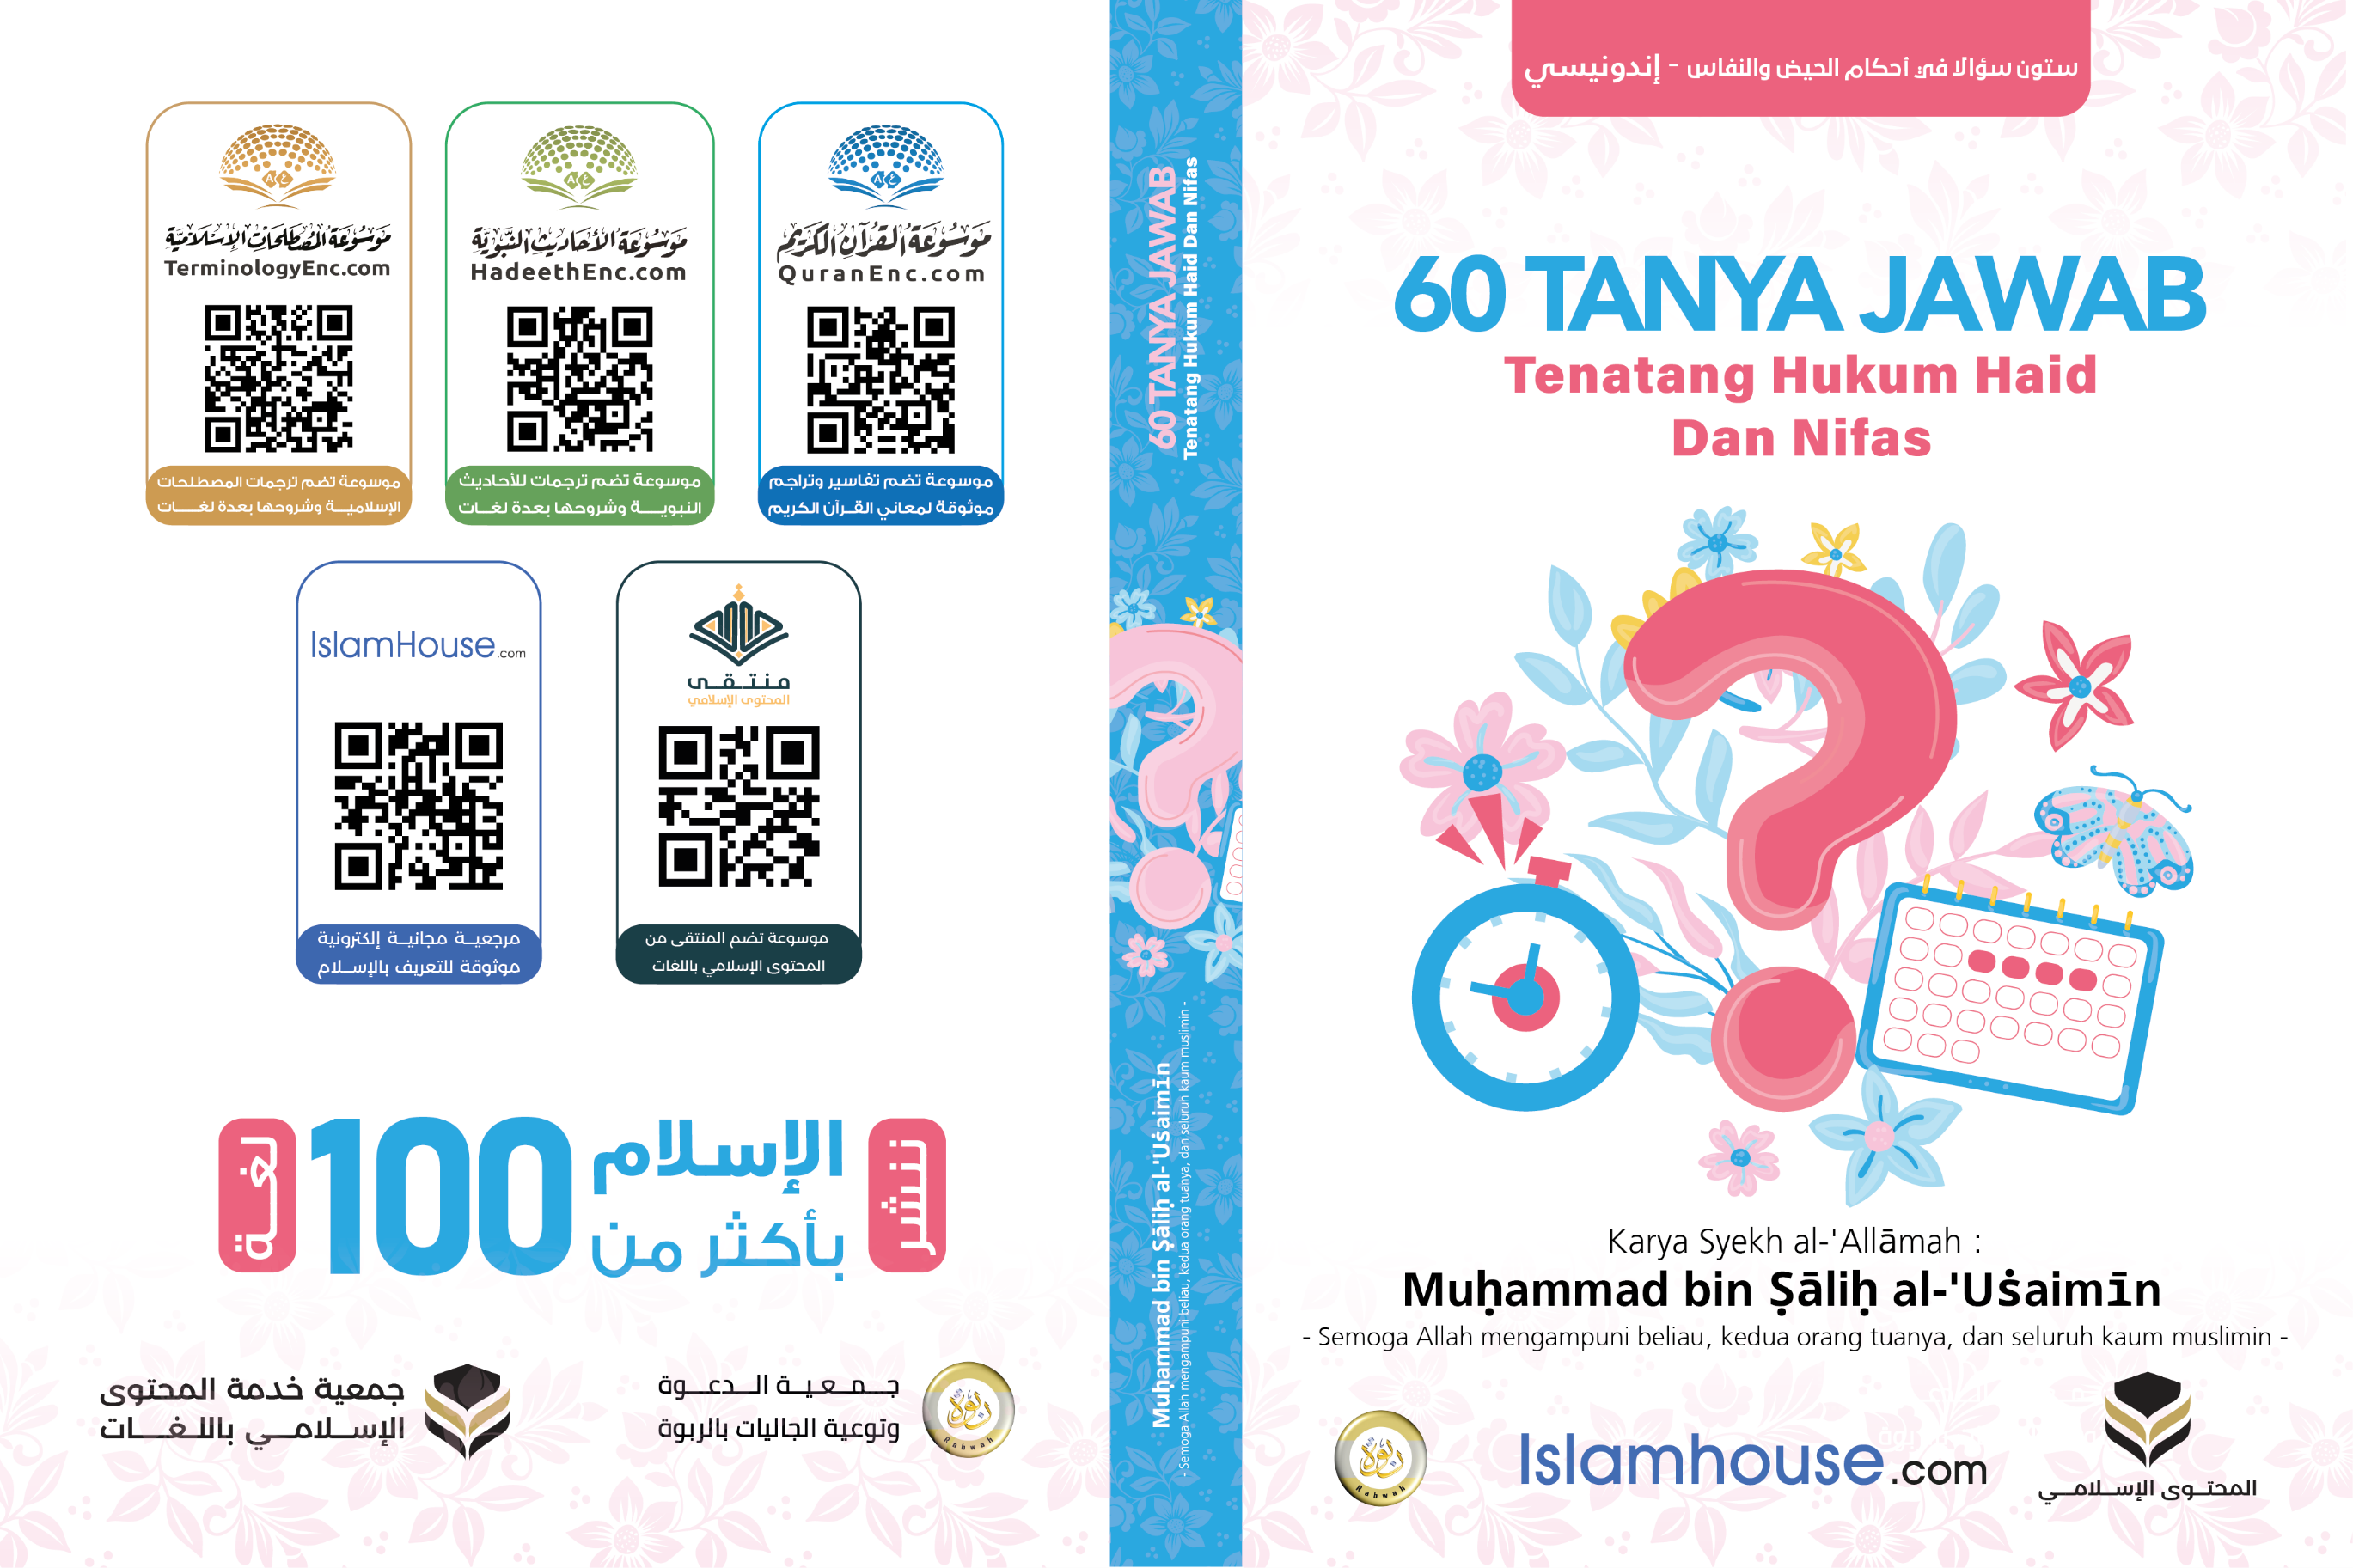 ستون سؤالا في أحكام الحيض والنفاس - إندونيسي
60 TANYA JAWAB
Tenatang Hukum Haid
Dan Nifas
Karya Syekh al-'Allāmah :
Muḥammad bin Ṣāliḥ al-'Uṡaimīn
- Semoga Allah mengampuni beliau, kedua orang tuanya, dan seluruh kaum muslimin -
Rabwah
Islamhouse.com
المحتوى الإسلامي
60 TANYA JAWAB
Tenatang Hukum Haid Dan Nifas
Muḥammad bin Ṣāliḥ al-'Uṡaimīn
- Semoga Allah mengampuni beliau, kedua orang tuanya, dan seluruh kaum muslimin -
موسوعة القرآن الكريم
QuranEnc.com
موسوعة تضم تفاسير وتراجم
موثوقة لمعاني القرآن الكريم
موسوعة الأحاديث النبوية
HadeethEnc.com
موسوعة تضم ترجمات للأحاديث
النبوية وشروحها بعدة لغات
موسوعة المصطلحات الإسلامية
TerminologyEnc.com
موسوعة تضم ترجمات المصطلحات
الإسلامية وشروحها بعدة لغات
منتقى
المحتوى الإسلامي
موسوعة تضم المنتقى من
المحتوى الإسلامي باللغات
IslamHouse.com
مرجعية مجانية إلكترونية
موثوقة للتعريف بالإسلام
ننشر
الإسلام
بأكثر من
100
لغة
جمعية الدعوة
وتوعية الجاليات بالربوة
Rabwah
جمعية خدمة المحتوى
الإسلامي باللغات